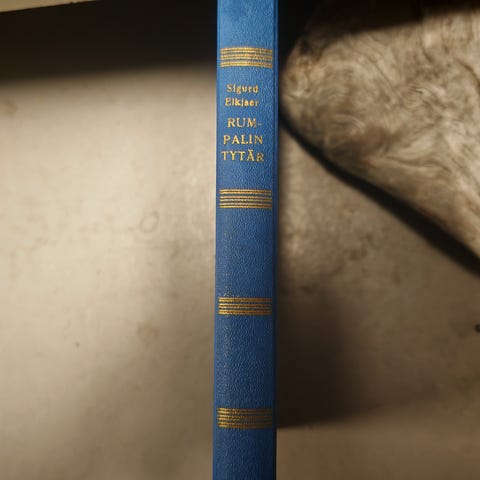 Sigurd
Elkjaer
RUM-
PALIN
TYTÄR